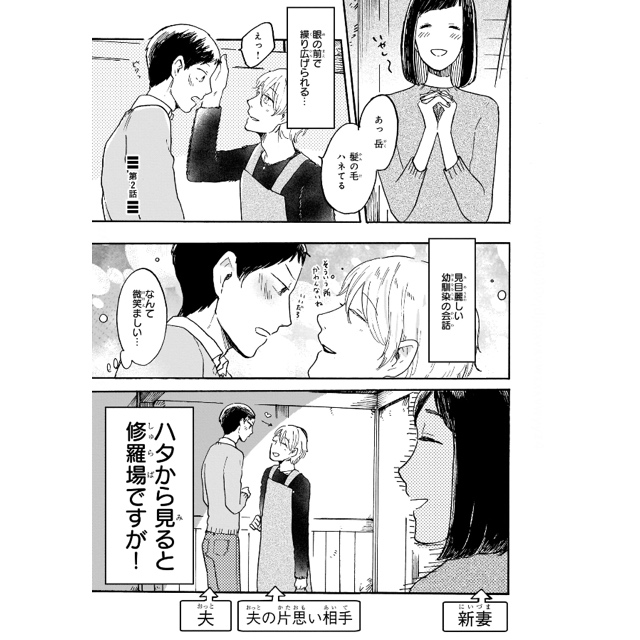 いやー
あっ 岳
髪の毛
ハネてる
眼の前で
繰り広げられる…
えっ！
第2話
見目麗しい
幼馴染の会話
そういう所
かわらないね
なんて
微笑ましい…
ハタから見ると
修羅場ですが！
新妻
夫の片思い相手
夫